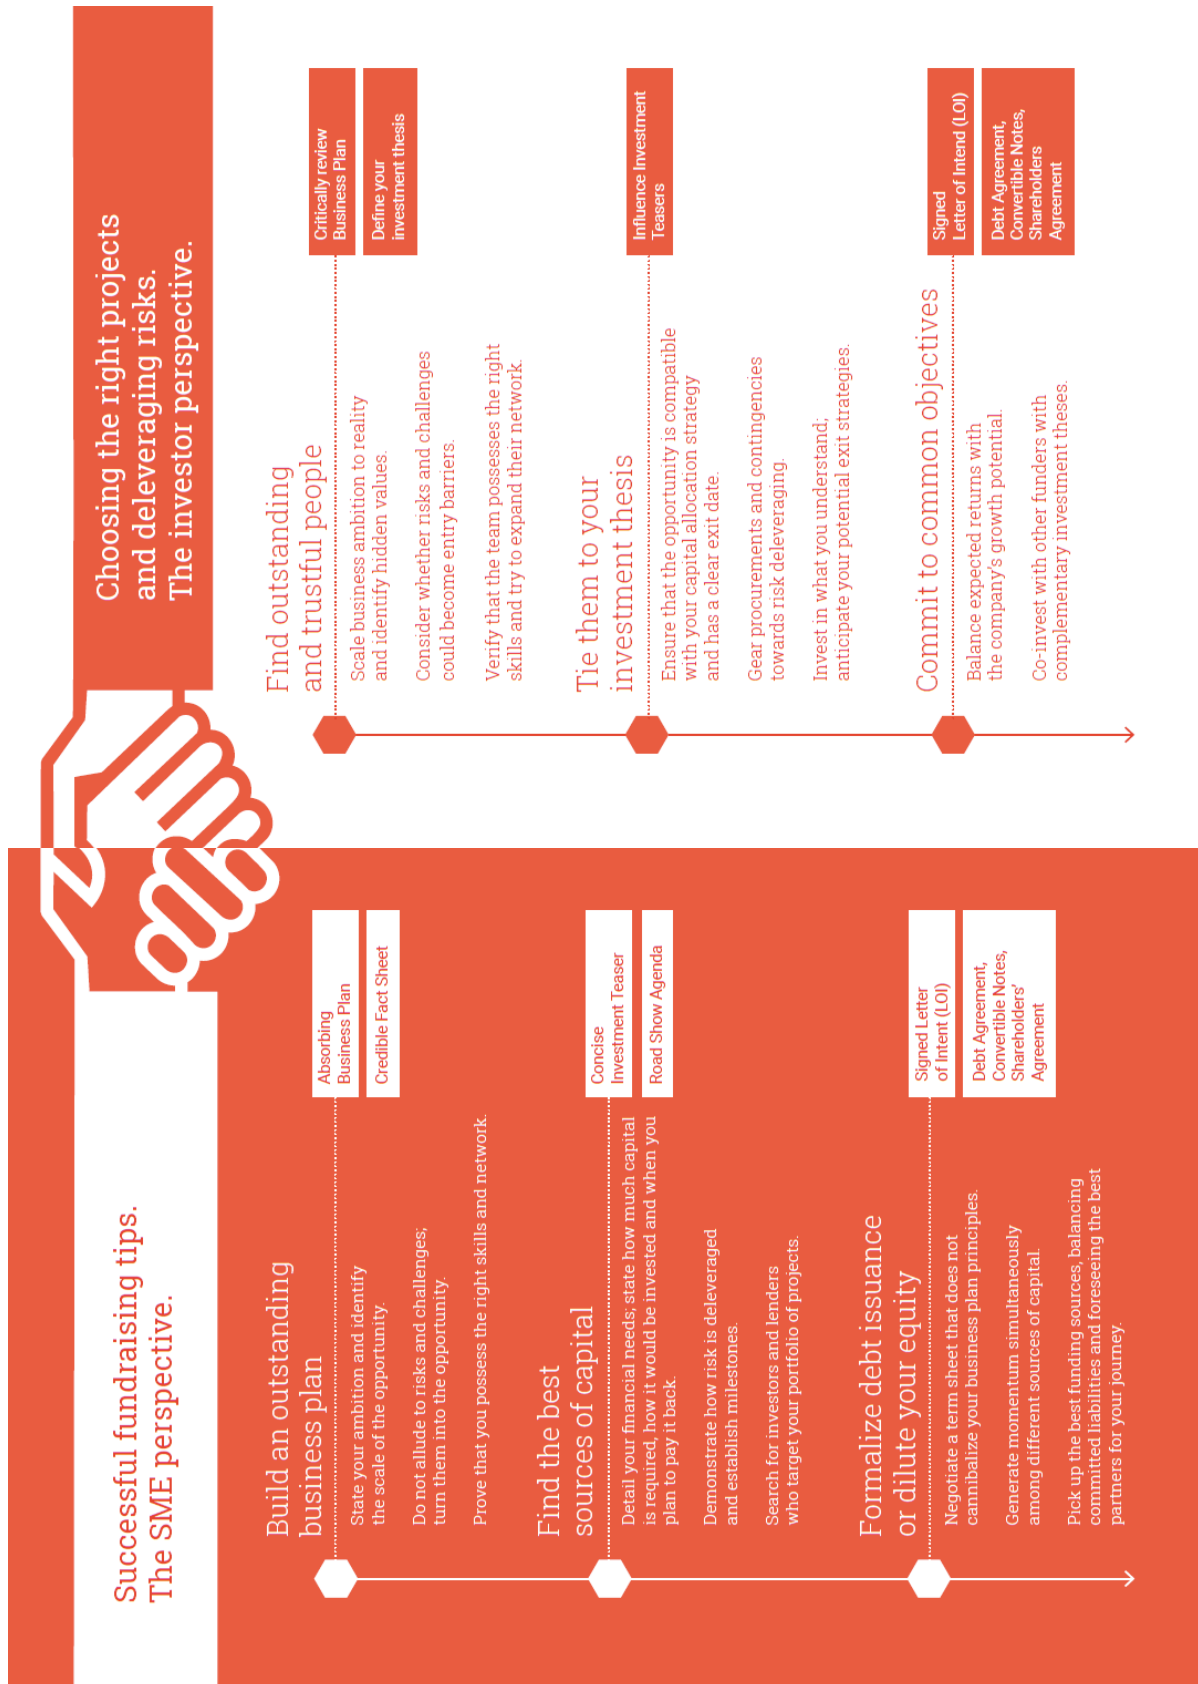 Successful fundraising tips.
The SME perspective.
Build an outstanding
business plan
State your ambition and identify
the scale of the opportunity.
Do not allude to risks and challenges;
turn them into the opportunity.
Prove that you possess the right skills and network.
Absorbing
Business Plan
Credible Fact Sheet
Find the best
sources of capital
Detail your financial needs; state how much capital
is required, how it would be invested and when you
plan to pay it back.
Demonstrate how risk is deleveraged
and establish milestones.
Search for investors and lenders
who target your portfolio of projects.
Concise
Investment Teaser
Road Show Agenda
Formalize debt issuance
or dilute your equity
Negotiate a term sheet that does not
cannibalize your business plan principles.
Generate momentum simultaneously
among different sources of capital.
Pick up the best funding sources, balancing
committed liabilities and foreseeing the best
partners for your journey.
Signed Letter
of Intent (LOI)
Debt Agreement,
Convertible Notes,
Shareholders’
Agreement
Choosing the right projects
and deleveraging risks.
The investor perspective.
Find outstanding
and trustful people
Scale business ambition to reality
and identify hidden values.
Consider whether risks and challenges
could become entry barriers.
Verify that the team possesses the right
skills and try to expand their network.
Critically review
Business Plan
Define your
investment thesis
Tie them to your
investment thesis
Ensure that the opportunity is compatible
with your capital allocation strategy
and has a clear exit date.
Gear procurements and contingencies
towards risk deleveraging.
Invest in what you understand;
anticipate your potential exit strategies.
Influence Investment
Teasers
Commit to common objectives
Balance expected returns with
the company’s growth potential.
Co-invest with other funders with
complementary investment theses.
Signed
Letter of Intend (LOI)
Debt Agreement,
Convertible Notes,
Shareholders
Agreement